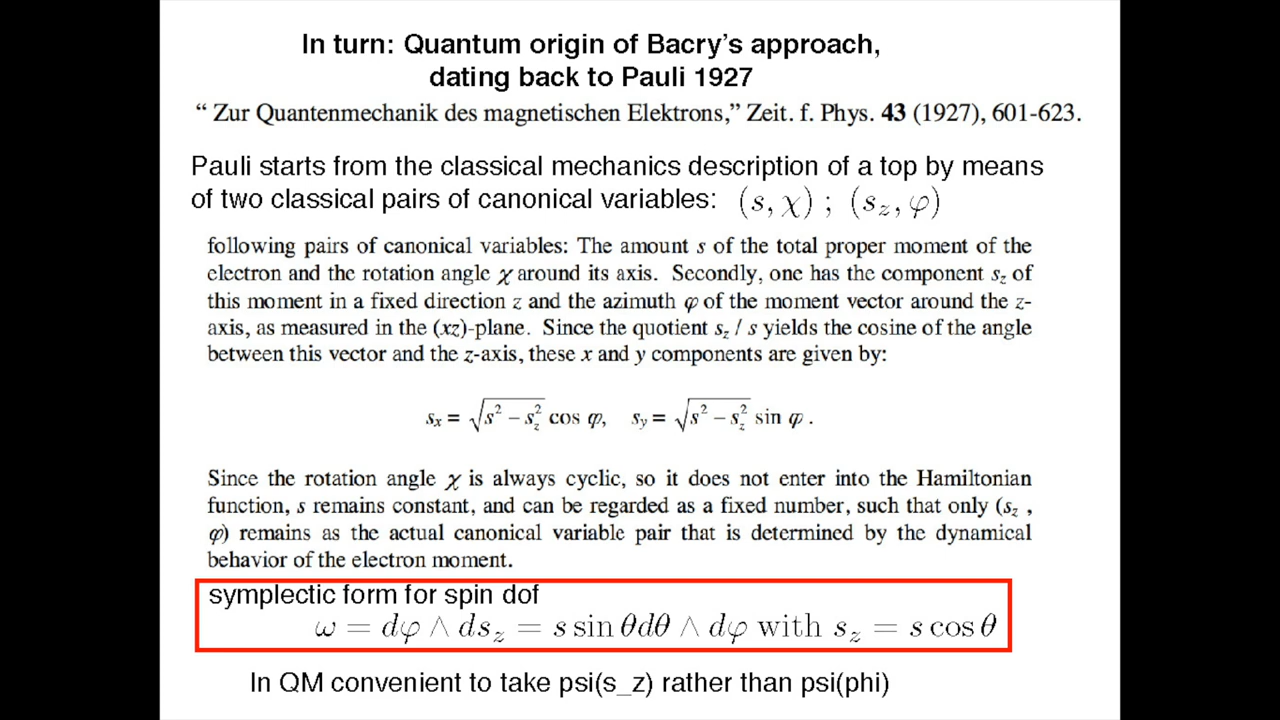 In turn: Quantum origin of Bacry's approach,
dating back to Pauli 1927
“ Zur Quantenmechanik des magnetischen Elektrons,” Zeit. f. Phys. 43 (1927), 601-623.
Pauli starts from the classical mechanics description of a top by means
of two classical pairs of canonical variables: (s, χ) ; (s_z, φ)
following pairs of canonical variables: The amount s of the total proper moment of the
electron and the rotation angle χ around its axis. Secondly, one has the component s_z of
this moment in a fixed direction z and the azimuth φ of the moment vector around the z-
axis, as measured in the (xz)-plane. Since the quotient s_z / s yields the cosine of the angle
between this vector and the z-axis, these x and y components are given by:
s_x = √(s² − s_z²) cos φ, s_y = √(s² − s_z²) sin φ .
Since the rotation angle χ is always cyclic, so it does not enter into the Hamiltonian
function, s remains constant, and can be regarded as a fixed number, such that only (s_z ,
φ) remains as the actual canonical variable pair that is determined by the dynamical
behavior of the electron moment.
symplectic form for spin dof
ω = dφ ∧ ds_z = s sin θdθ ∧ dφ with s_z = s cos θ
In QM convenient to take psi(s_z) rather than psi(phi)